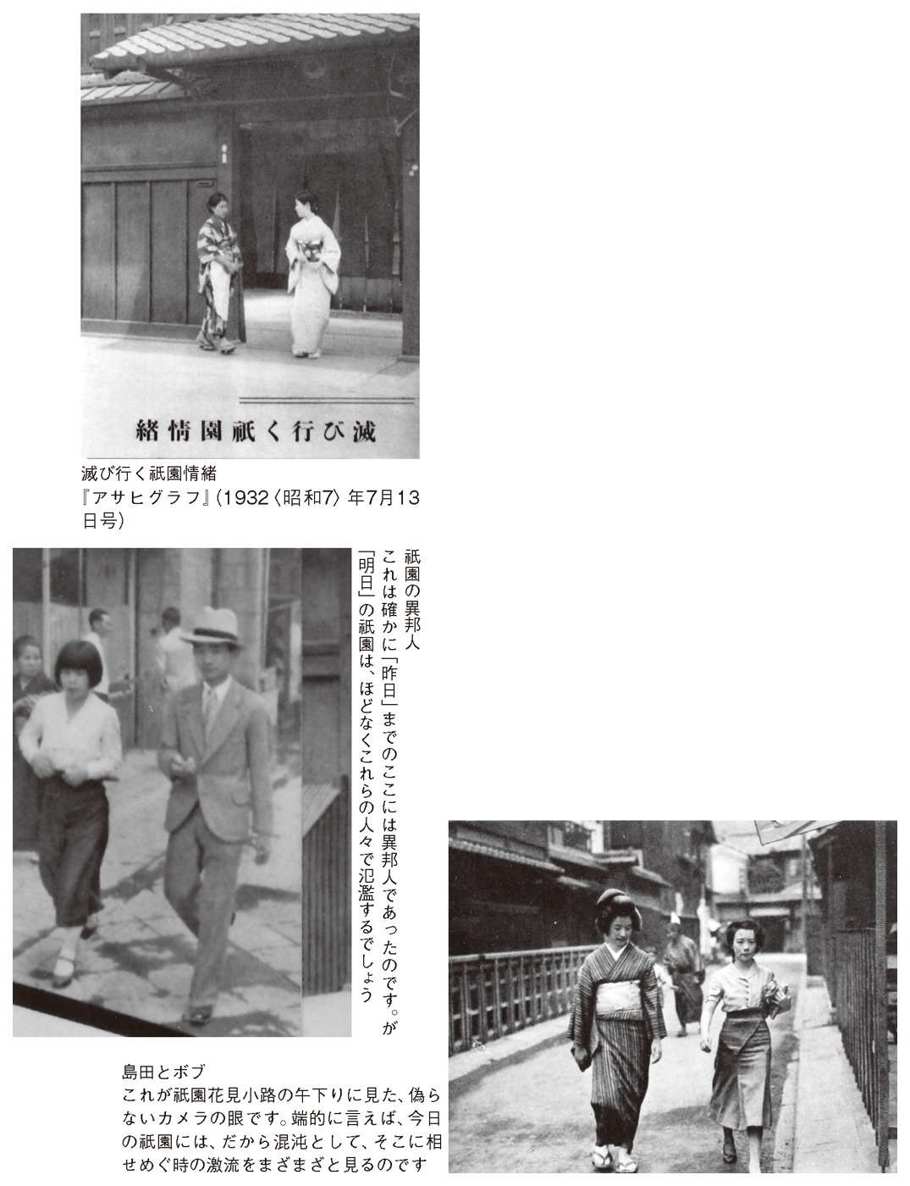 滅び行く祇園情緒
滅び行く祇園情緒
『アサヒグラフ』(1932〈昭和7〉年7月13
日号)
祇園の異邦人
これは確かに「昨日」までのここには異邦人であったのです。が
「明日」の祇園は、ほどなくこれらの人々で氾濫するでしょう
島田とボブ
これが祇園花見小路の午下りに見た、偽ら
ないカメラの眼です。端的に言えば、今日
の祇園には、だから混沌として、そこに相
せめぐ時の激流をまざまざと見るのです